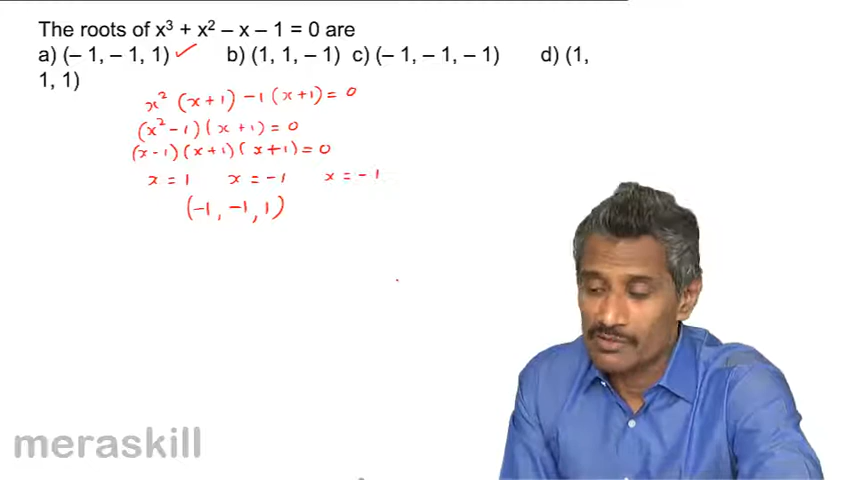 The roots of x³ + x² – x – 1 = 0 are
a) (– 1, – 1, 1) ✓ b) (1, 1, – 1) c) (– 1, – 1, – 1) d) (1,
1, 1)
x² (x+1) -1 (x+1) = 0
(x² -1) (x +1) = 0
(x-1) (x+1) (x+1) = 0
x = 1 x = -1 x = -1
(-1, -1, 1)
meraskill